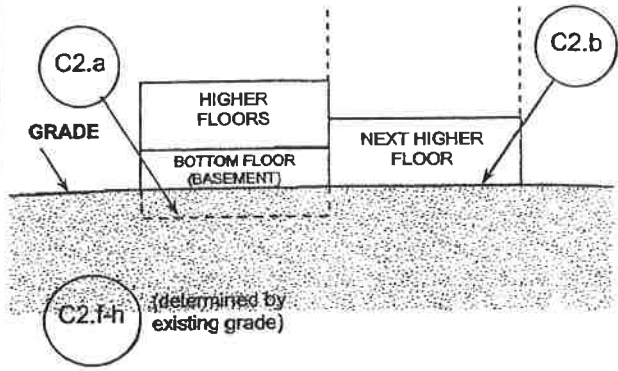 C2.a
C2.b
HIGHER
FLOORS
GRADE
NEXT HIGHER
FLOOR
BOTTOM FLOOR
(BASEMENT)
C2.f-h
(determined by
existing grade)